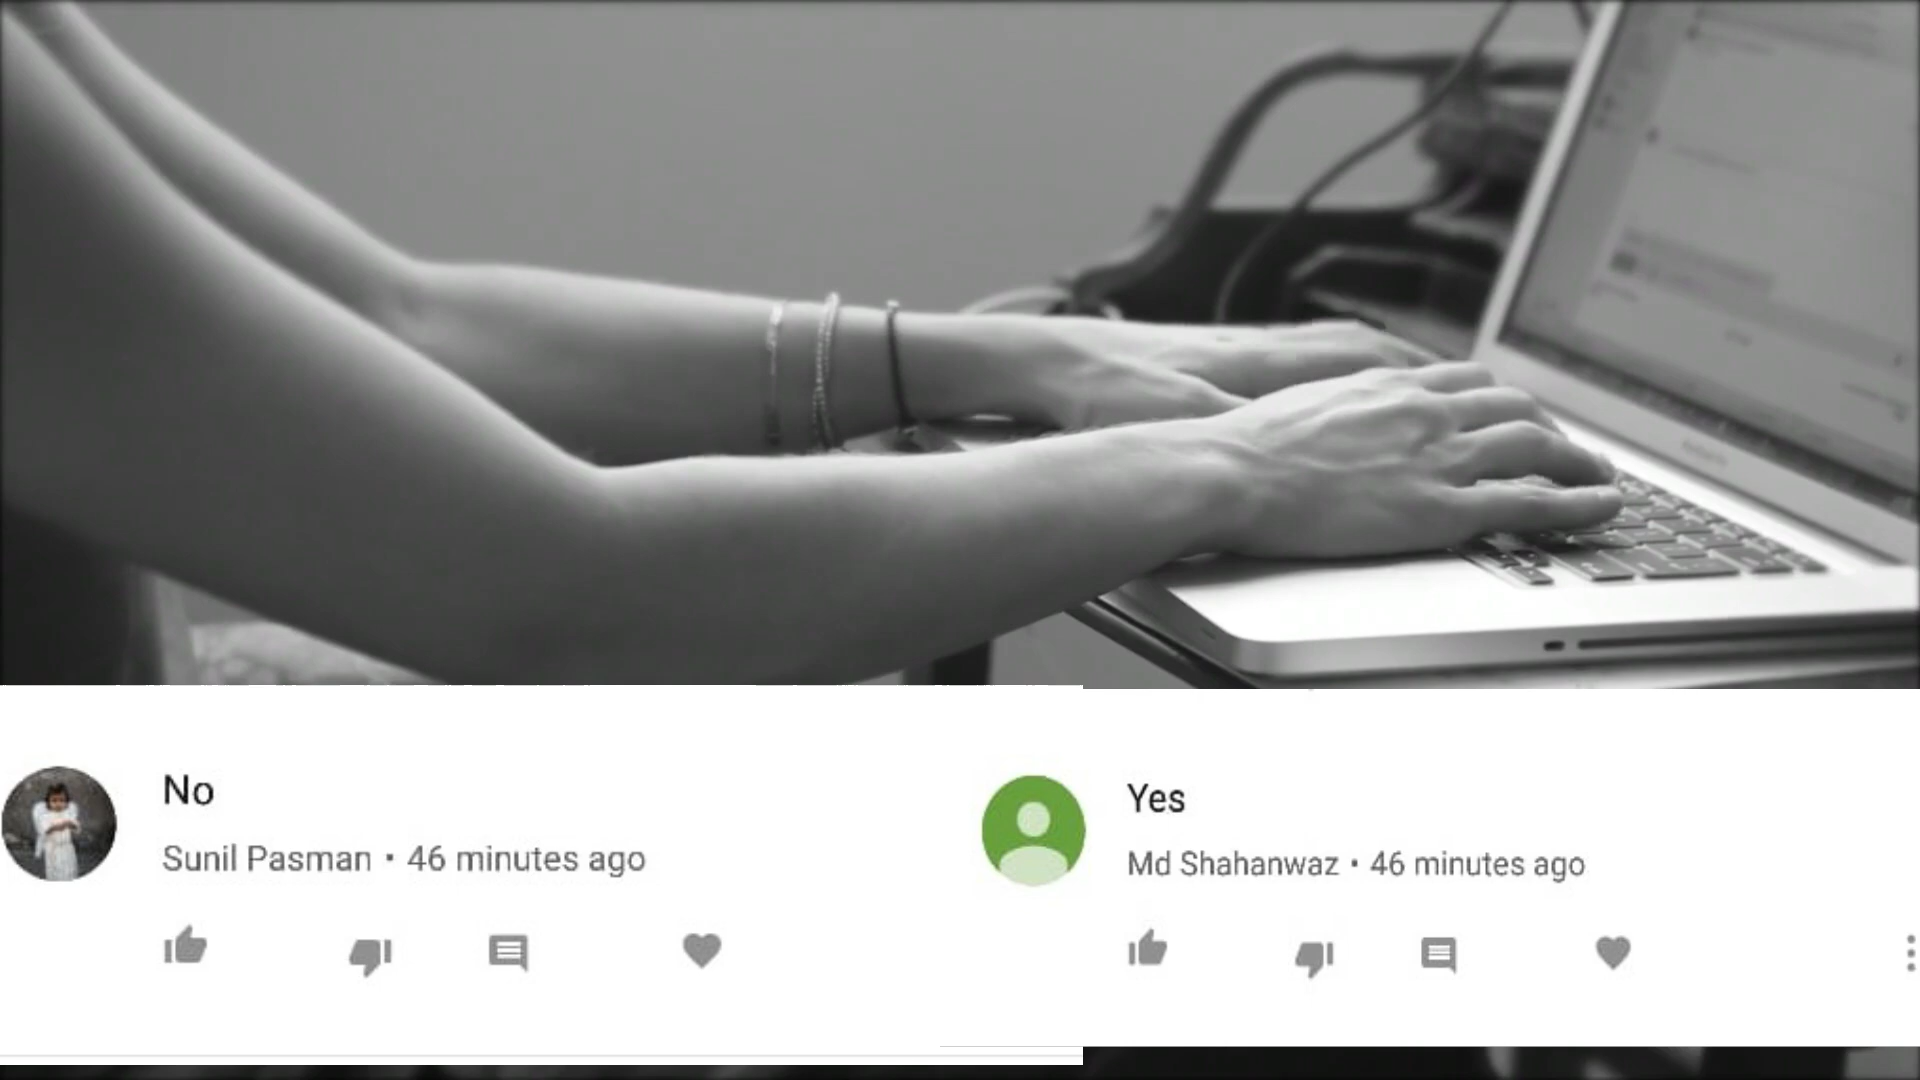 No
Sunil Pasman • 46 minutes ago
Yes
Md Shahanwaz • 46 minutes ago